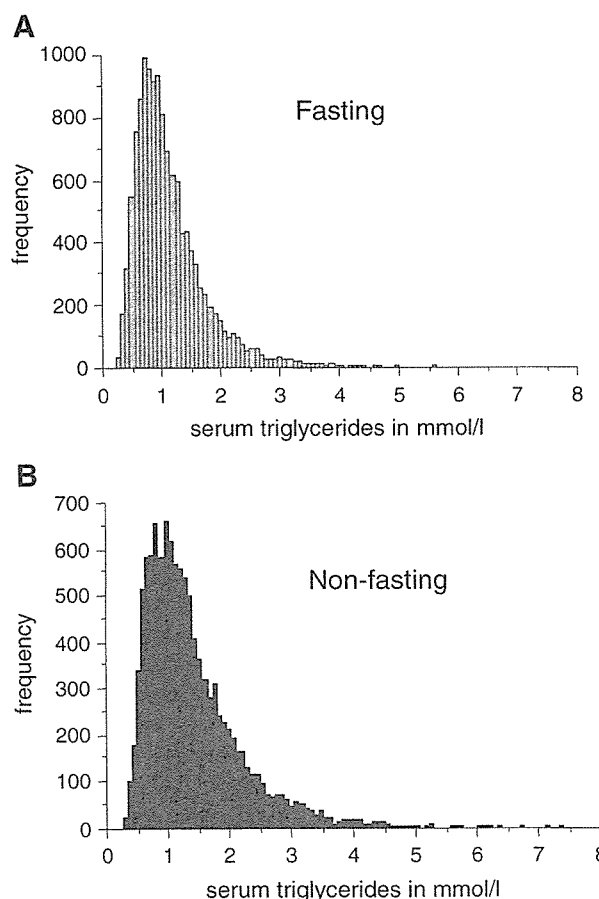 A
1000
800
600
400
200
0
frequency
Fasting
0 1 2 3 4 5 6 7 8
serum triglycerides in mmol/l
B
700
600
500
400
300
200
100
0
frequency
Non-fasting
0 1 2 3 4 5 6 7 8
serum triglycerides in mmol/l